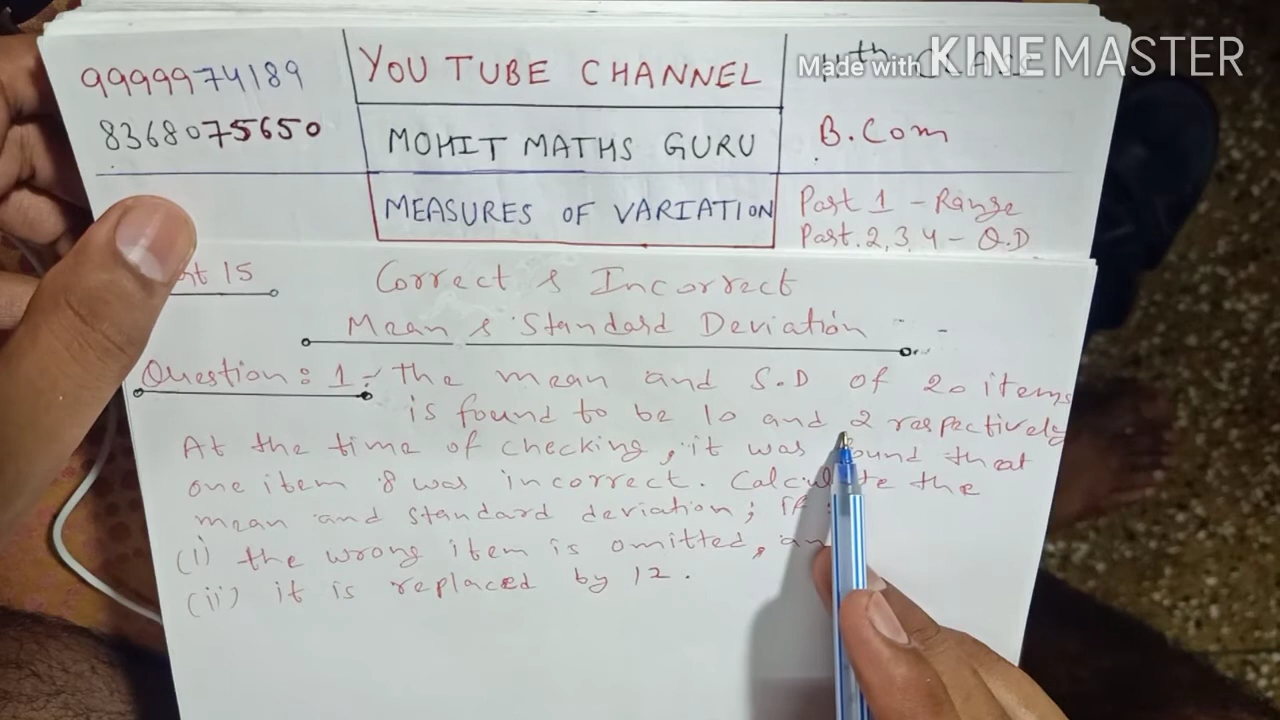 9999974189
8368075650
YOU TUBE CHANNEL
MOHIT MATHS GURU
MEASURES OF VARIATION
11th Class
Made with KINEMASTER
B.Com
Part 1 - Range
Part. 2, 3, 4 - Q.D
15
Correct & Incorrect
Mean & Standard Deviation
Question: 1 :- The mean and S.D of 20 items
is found to be 10 and 2 respectively
At the time of checking, it was found that
one item 8 was incorrect. Calculate the
mean and standard deviation; if
(i) the wrong item is omitted,
(ii) it is replaced by 12.